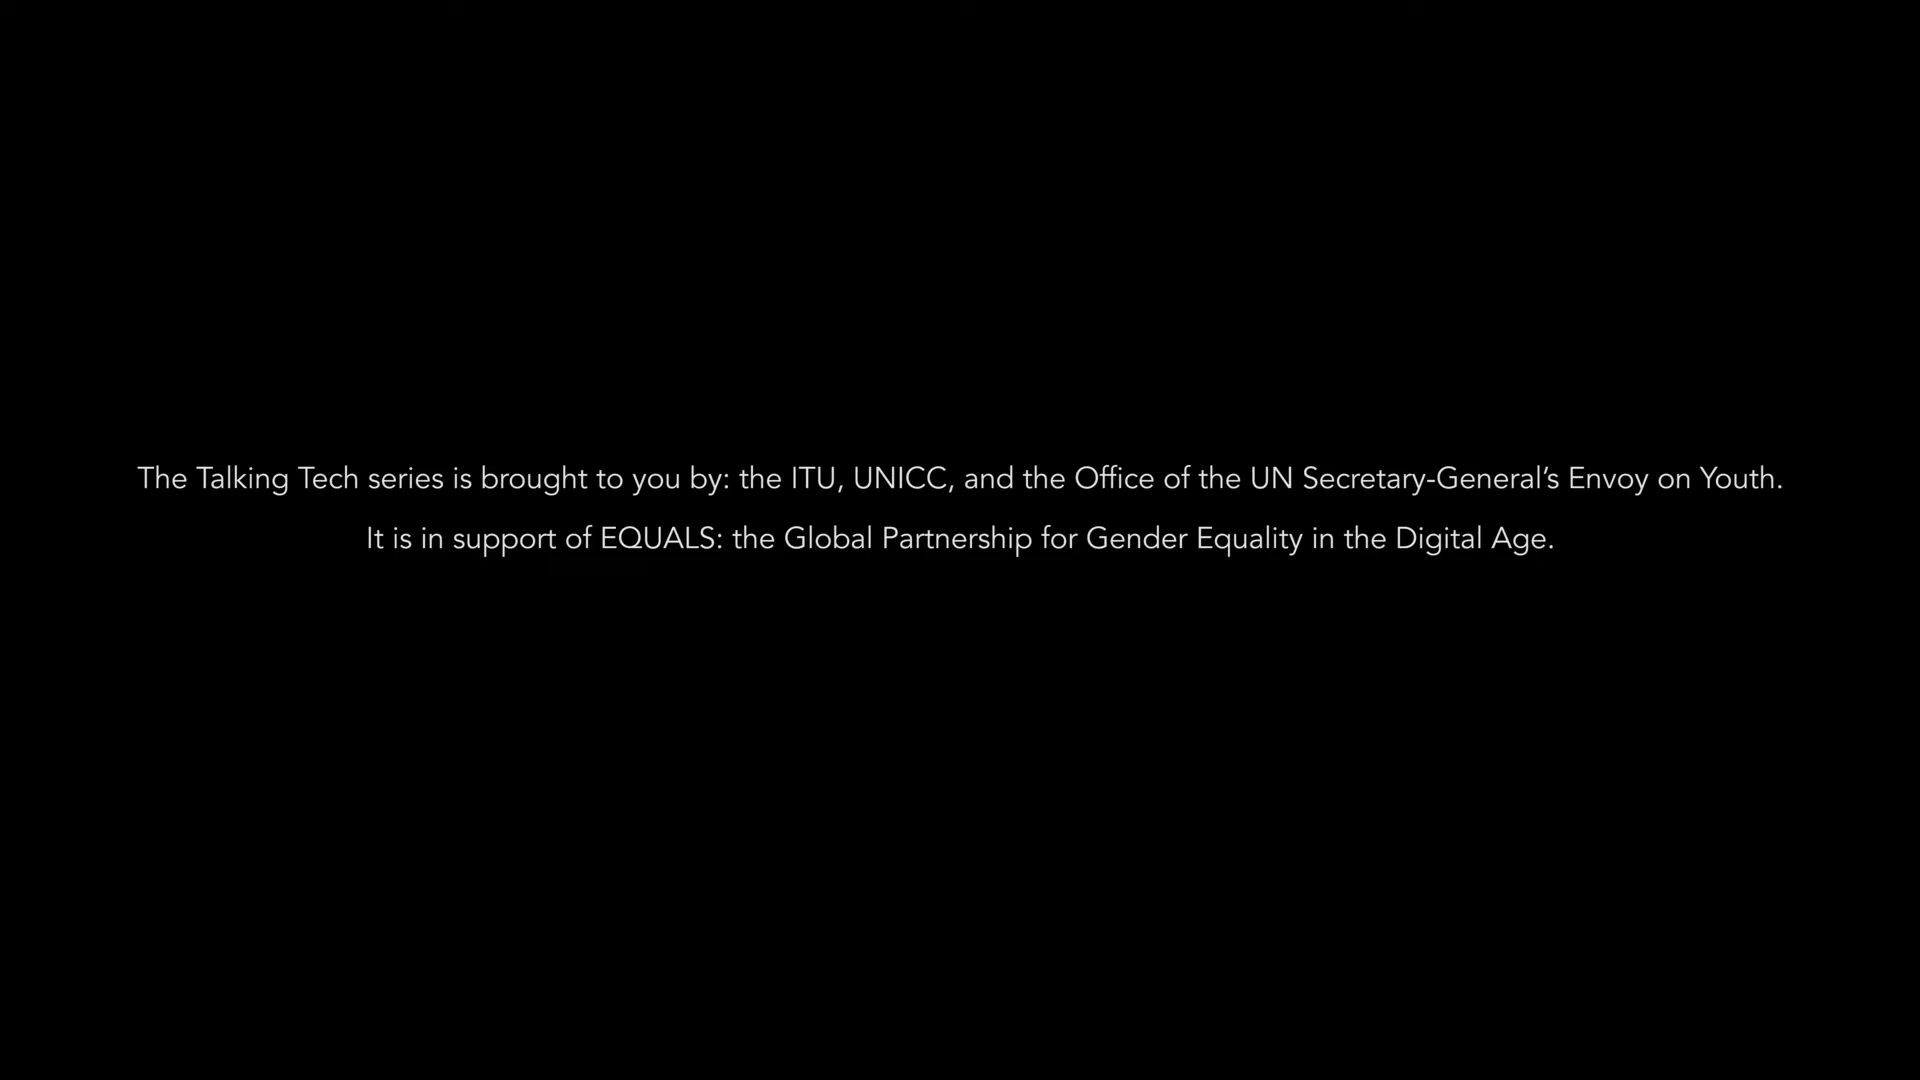 The Talking Tech series is brought to you by: the ITU, UNICC, and the Office of the UN Secretary-General’s Envoy on Youth.
It is in support of EQUALS: the Global Partnership for Gender Equality in the Digital Age.